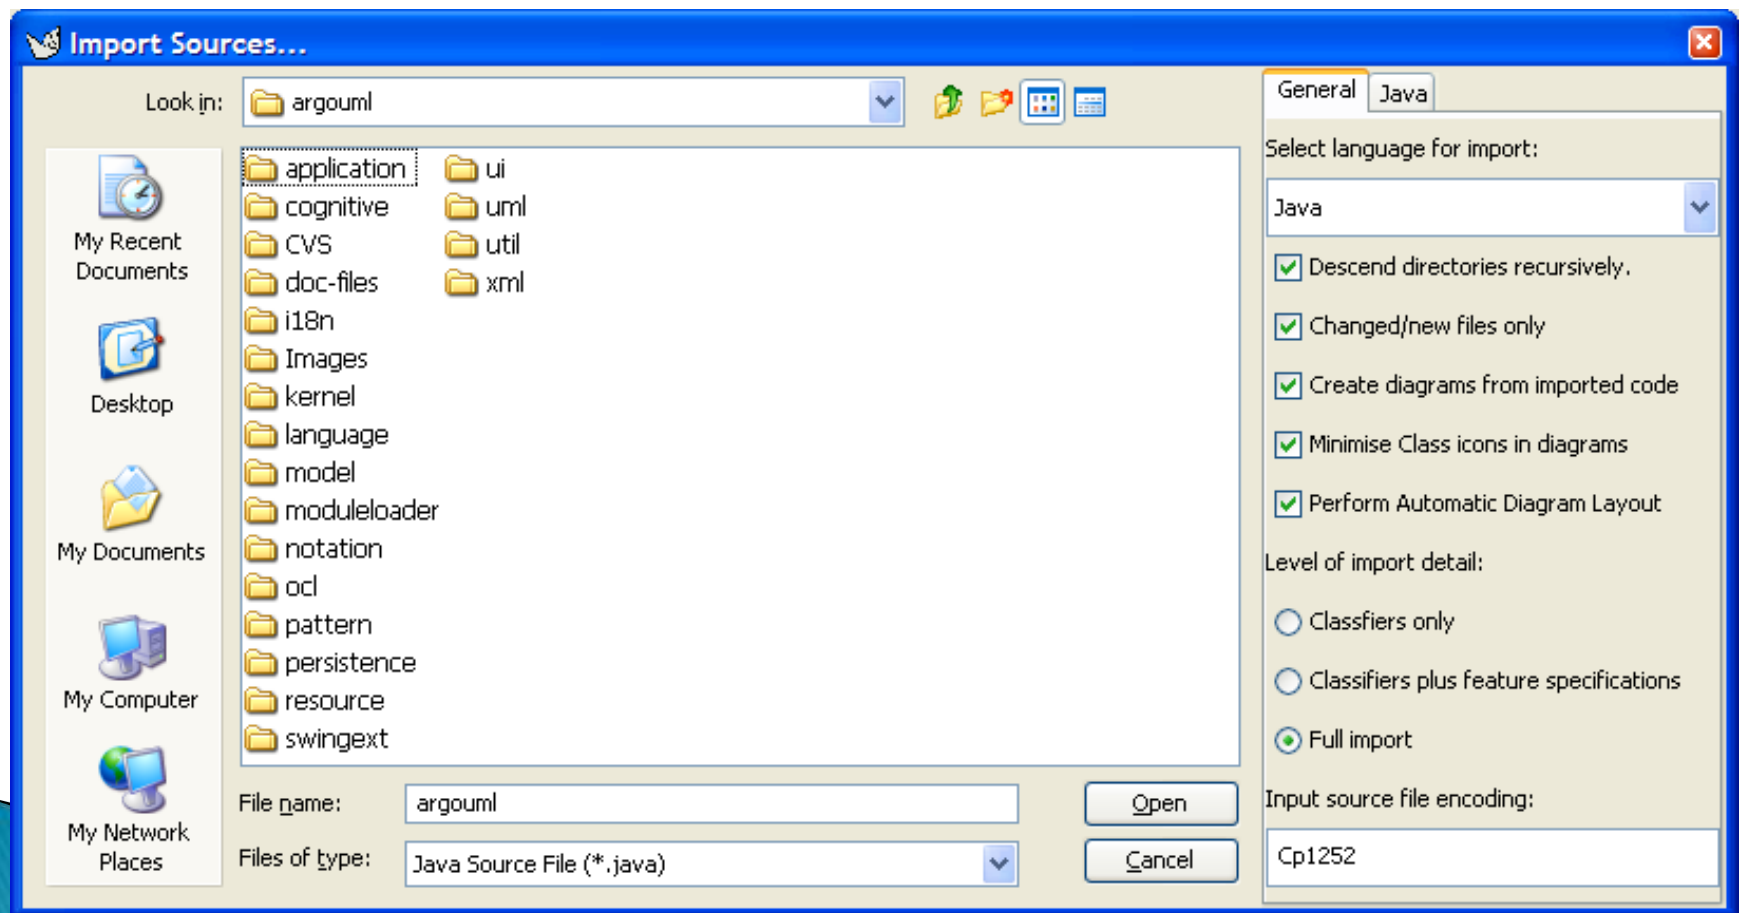 Import Sources...
Look in:
argouml
My Recent
Documents
Desktop
My Documents
My Computer
My Network
Places
application
cognitive
CVS
doc-files
i18n
Images
kernel
language
model
moduleloader
notation
ocl
pattern
persistence
resource
swingext
ui
uml
util
xml
File name:
argouml
Open
Files of type:
Java Source File (*.java)
Cancel
General
Java
Select language for import:
Java
Descend directories recursively.
Changed/new files only
Create diagrams from imported code
Minimise Class icons in diagrams
Perform Automatic Diagram Layout
Level of import detail:
Classfiers only
Classifiers plus feature specifications
Full import
Input source file encoding:
Cp1252